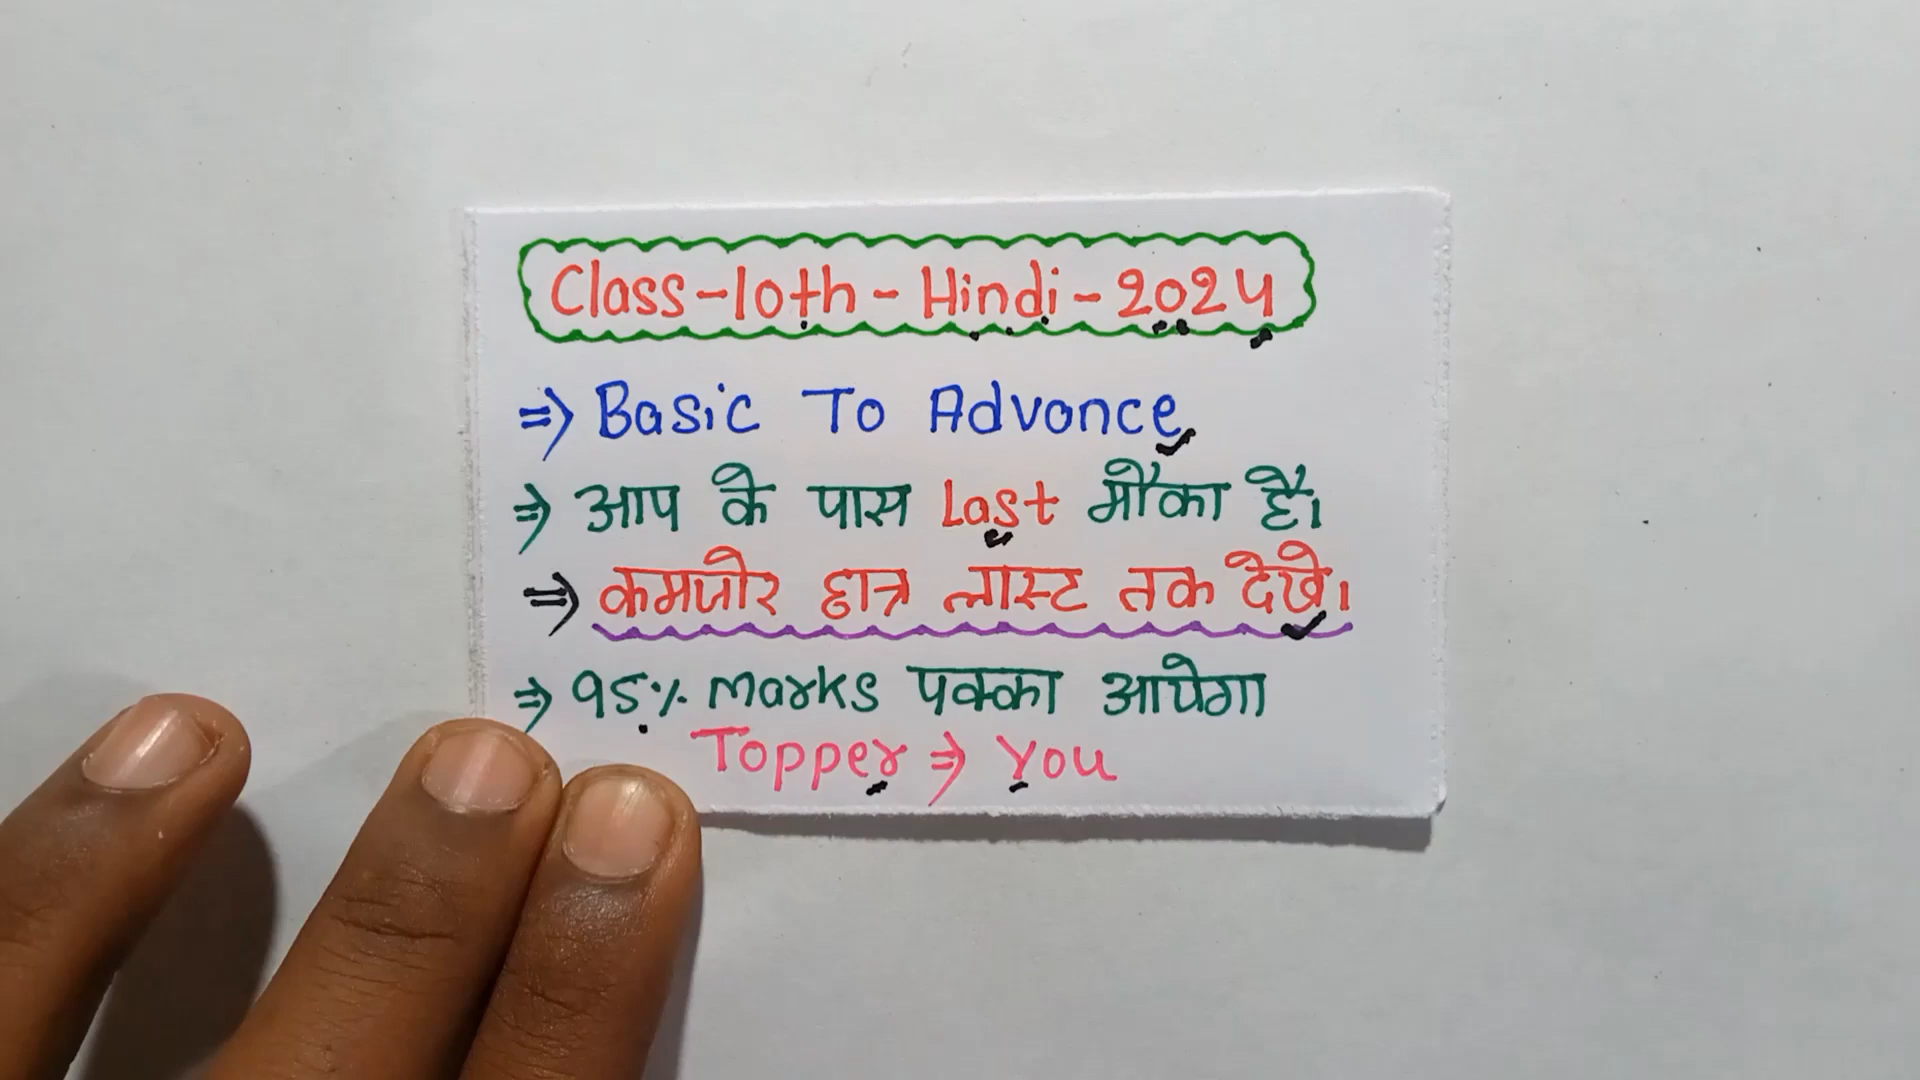 Class-10th-Hindi-2024
⇒ Basic To Advonce
⇒ आप के पास Last मौका है।
⇒ कमजोर छात्र लास्ट तक देखे।
⇒ 95% Marks पक्का आयेगा
Topper ⇒ You